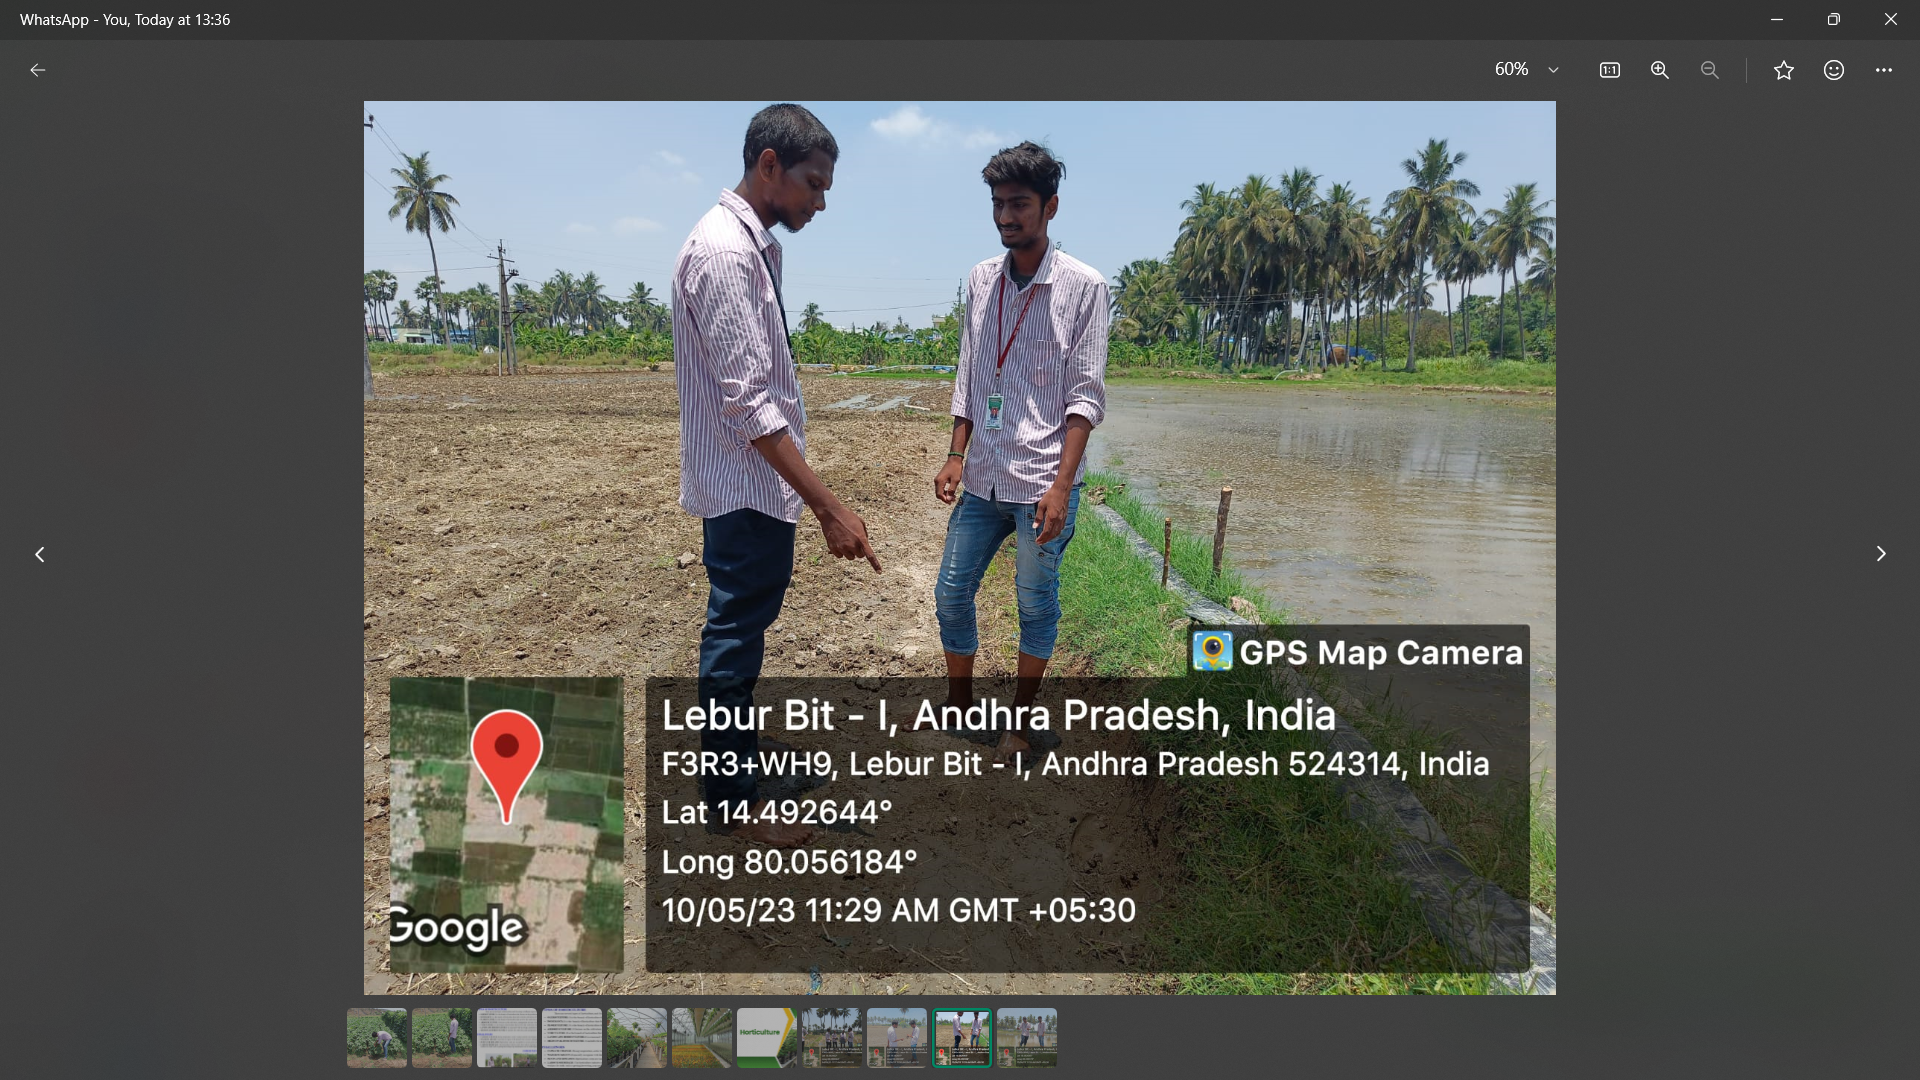 WhatsApp - You, Today at 13:36
60%
1:1
GPS Map Camera
Lebur Bit - I, Andhra Pradesh, India
F3R3+WH9, Lebur Bit - I, Andhra Pradesh 524314, India
Lat 14.492644°
Long 80.056184°
10/05/23 11:29 AM GMT +05:30
Google
Horticulture